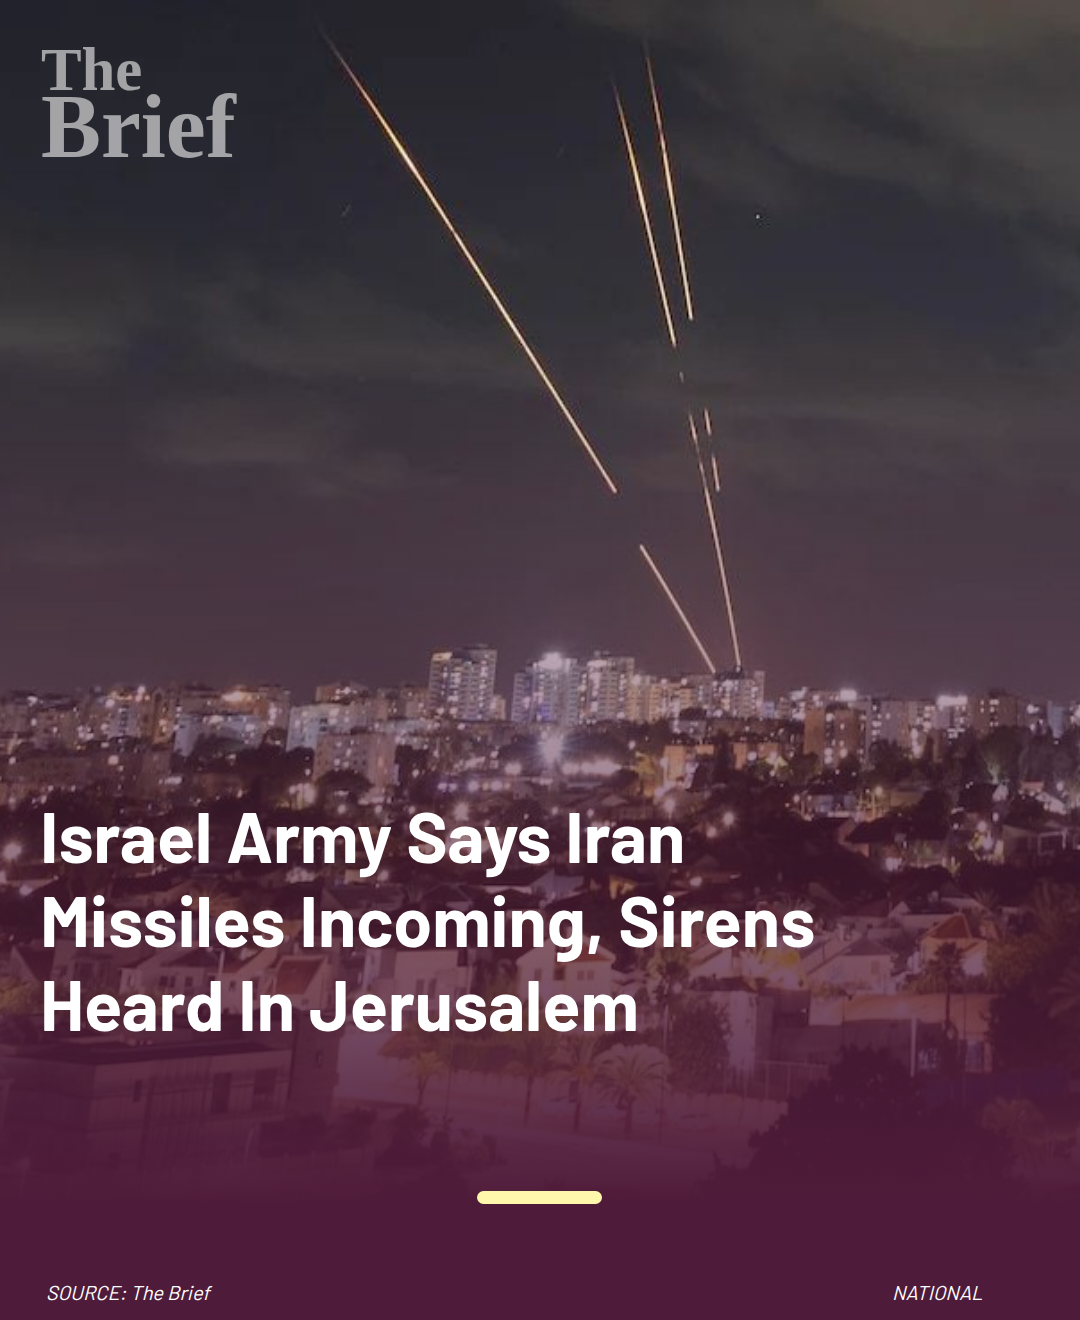 The
Brief
Israel Army Says Iran
Missiles Incoming, Sirens
Heard In Jerusalem
SOURCE: The Brief
NATIONAL